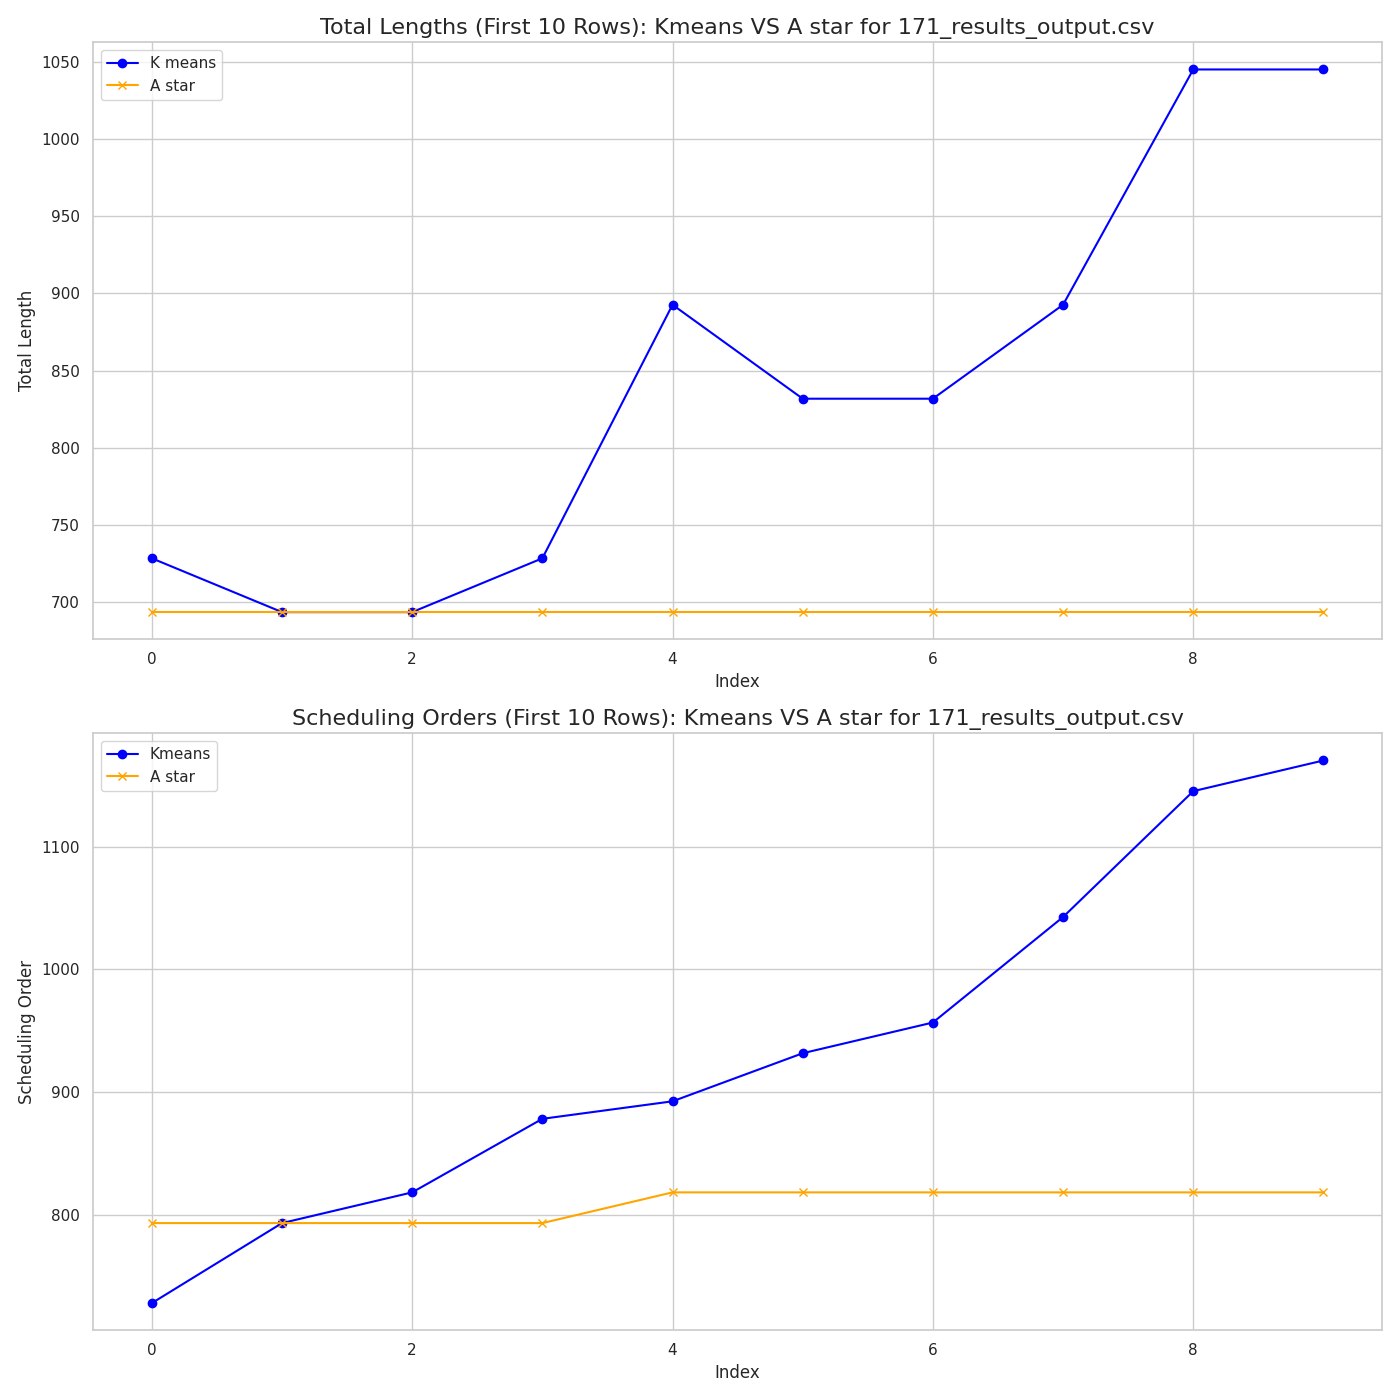 Total Lengths (First 10 Rows): Kmeans VS A star for 171_results_output.csv
K means
A star
1050
1000
950
900
850
800
750
700
Total Length
0 2 4 6 8
Index
Scheduling Orders (First 10 Rows): Kmeans VS A star for 171_results_output.csv
Kmeans
A star
1100
1000
900
800
Scheduling Order
0 2 4 6 8
Index